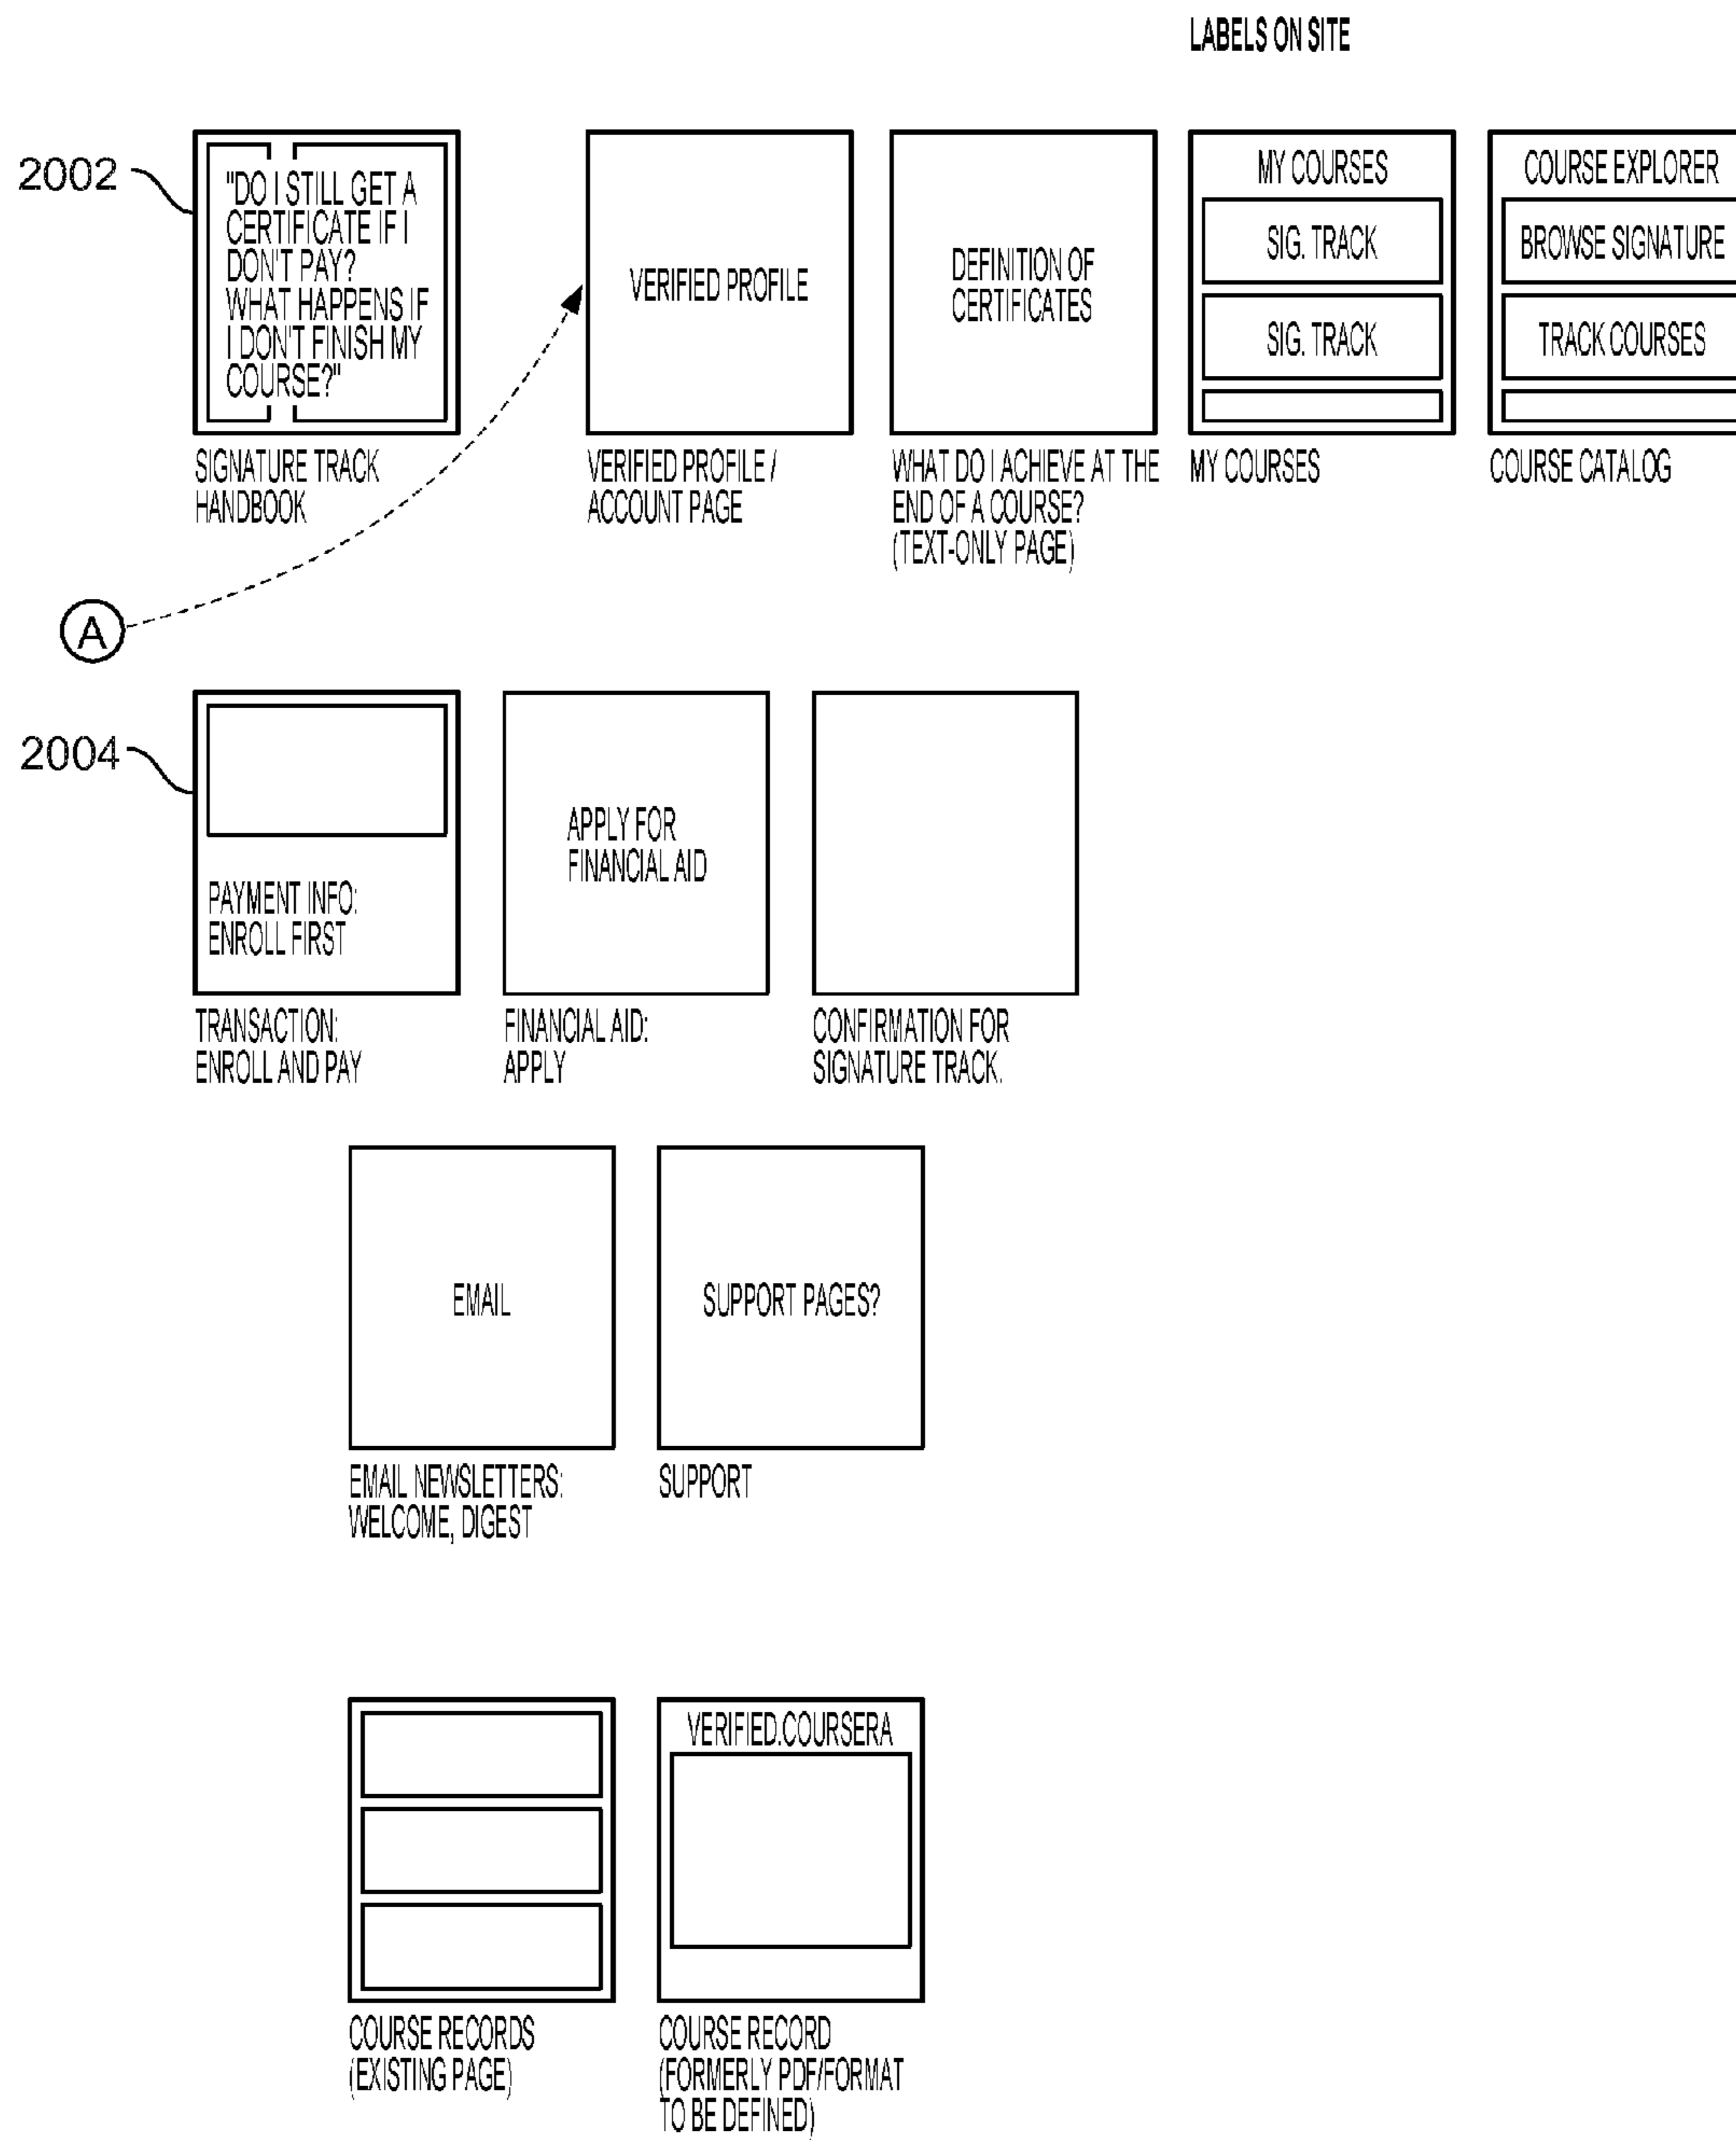 LABELS ON SITE
2002
"DO I STILL GET A
CERTIFICATE IF I
DON'T PAY?
WHAT HAPPENS IF
I DON'T FINISH MY
COURSE?"
SIGNATURE TRACK
HANDBOOK
VERIFIED PROFILE
VERIFIED PROFILE /
ACCOUNT PAGE
DEFINITION OF
CERTIFICATES
WHAT DO I ACHIEVE AT THE
END OF A COURSE?
(TEXT-ONLY PAGE)
MY COURSES
SIG. TRACK
SIG. TRACK
MY COURSES
COURSE EXPLORER
BROWSE SIGNATURE
TRACK COURSES
COURSE CATALOG
A
2004
PAYMENT INFO:
ENROLL FIRST
TRANSACTION:
ENROLL AND PAY
APPLY FOR
FINANCIAL AID
FINANCIAL AID:
APPLY
CONFIRMATION FOR
SIGNATURE TRACK.
EMAIL
EMAIL NEWSLETTERS:
WELCOME, DIGEST
SUPPORT PAGES?
SUPPORT
COURSE RECORDS
(EXISTING PAGE)
VERIFIED.COURSERA
COURSE RECORD
(FORMERLY PDF/FORMAT
TO BE DEFINED)